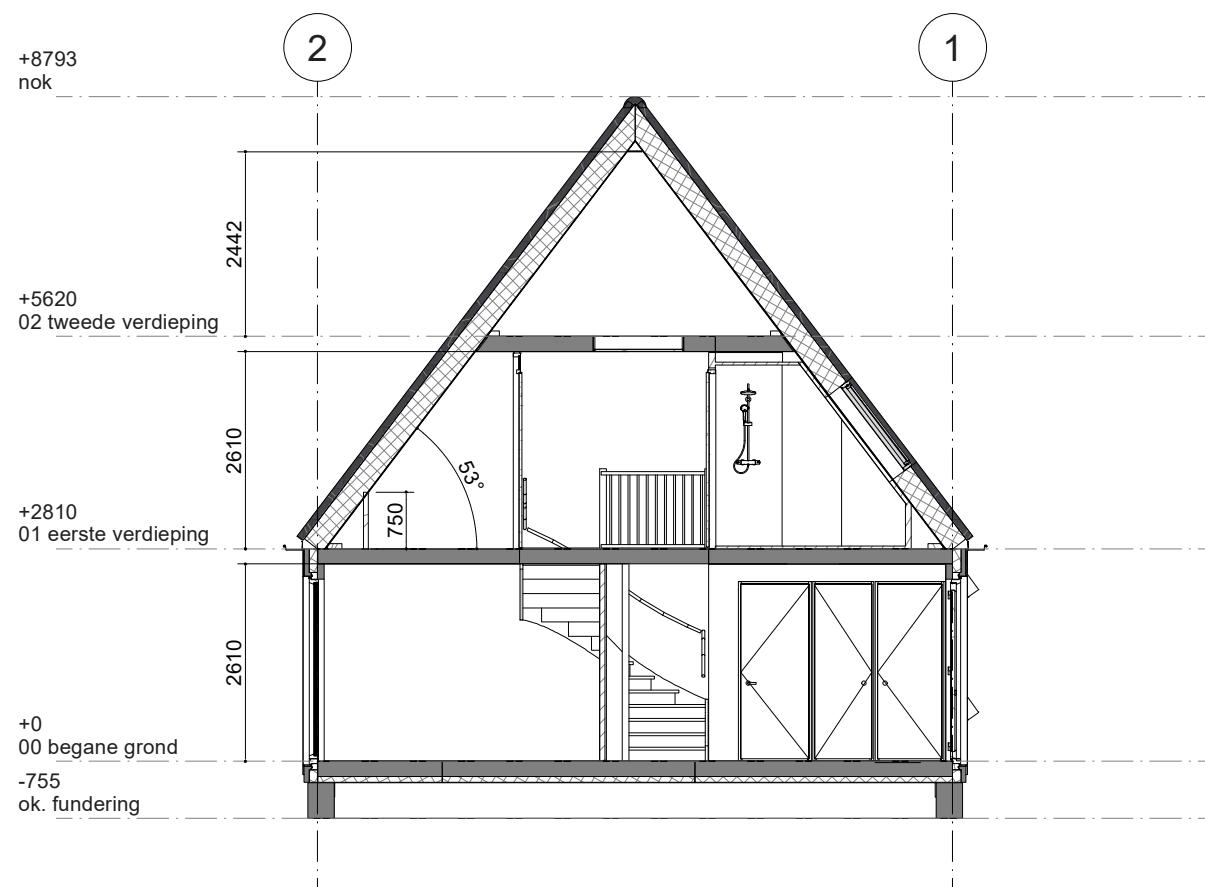 2
1
+8793
nok
2442
+5620
02 tweede verdieping
2610
53°
750
+2810
01 eerste verdieping
2610
+0
00 begane grond
-755
ok. fundering